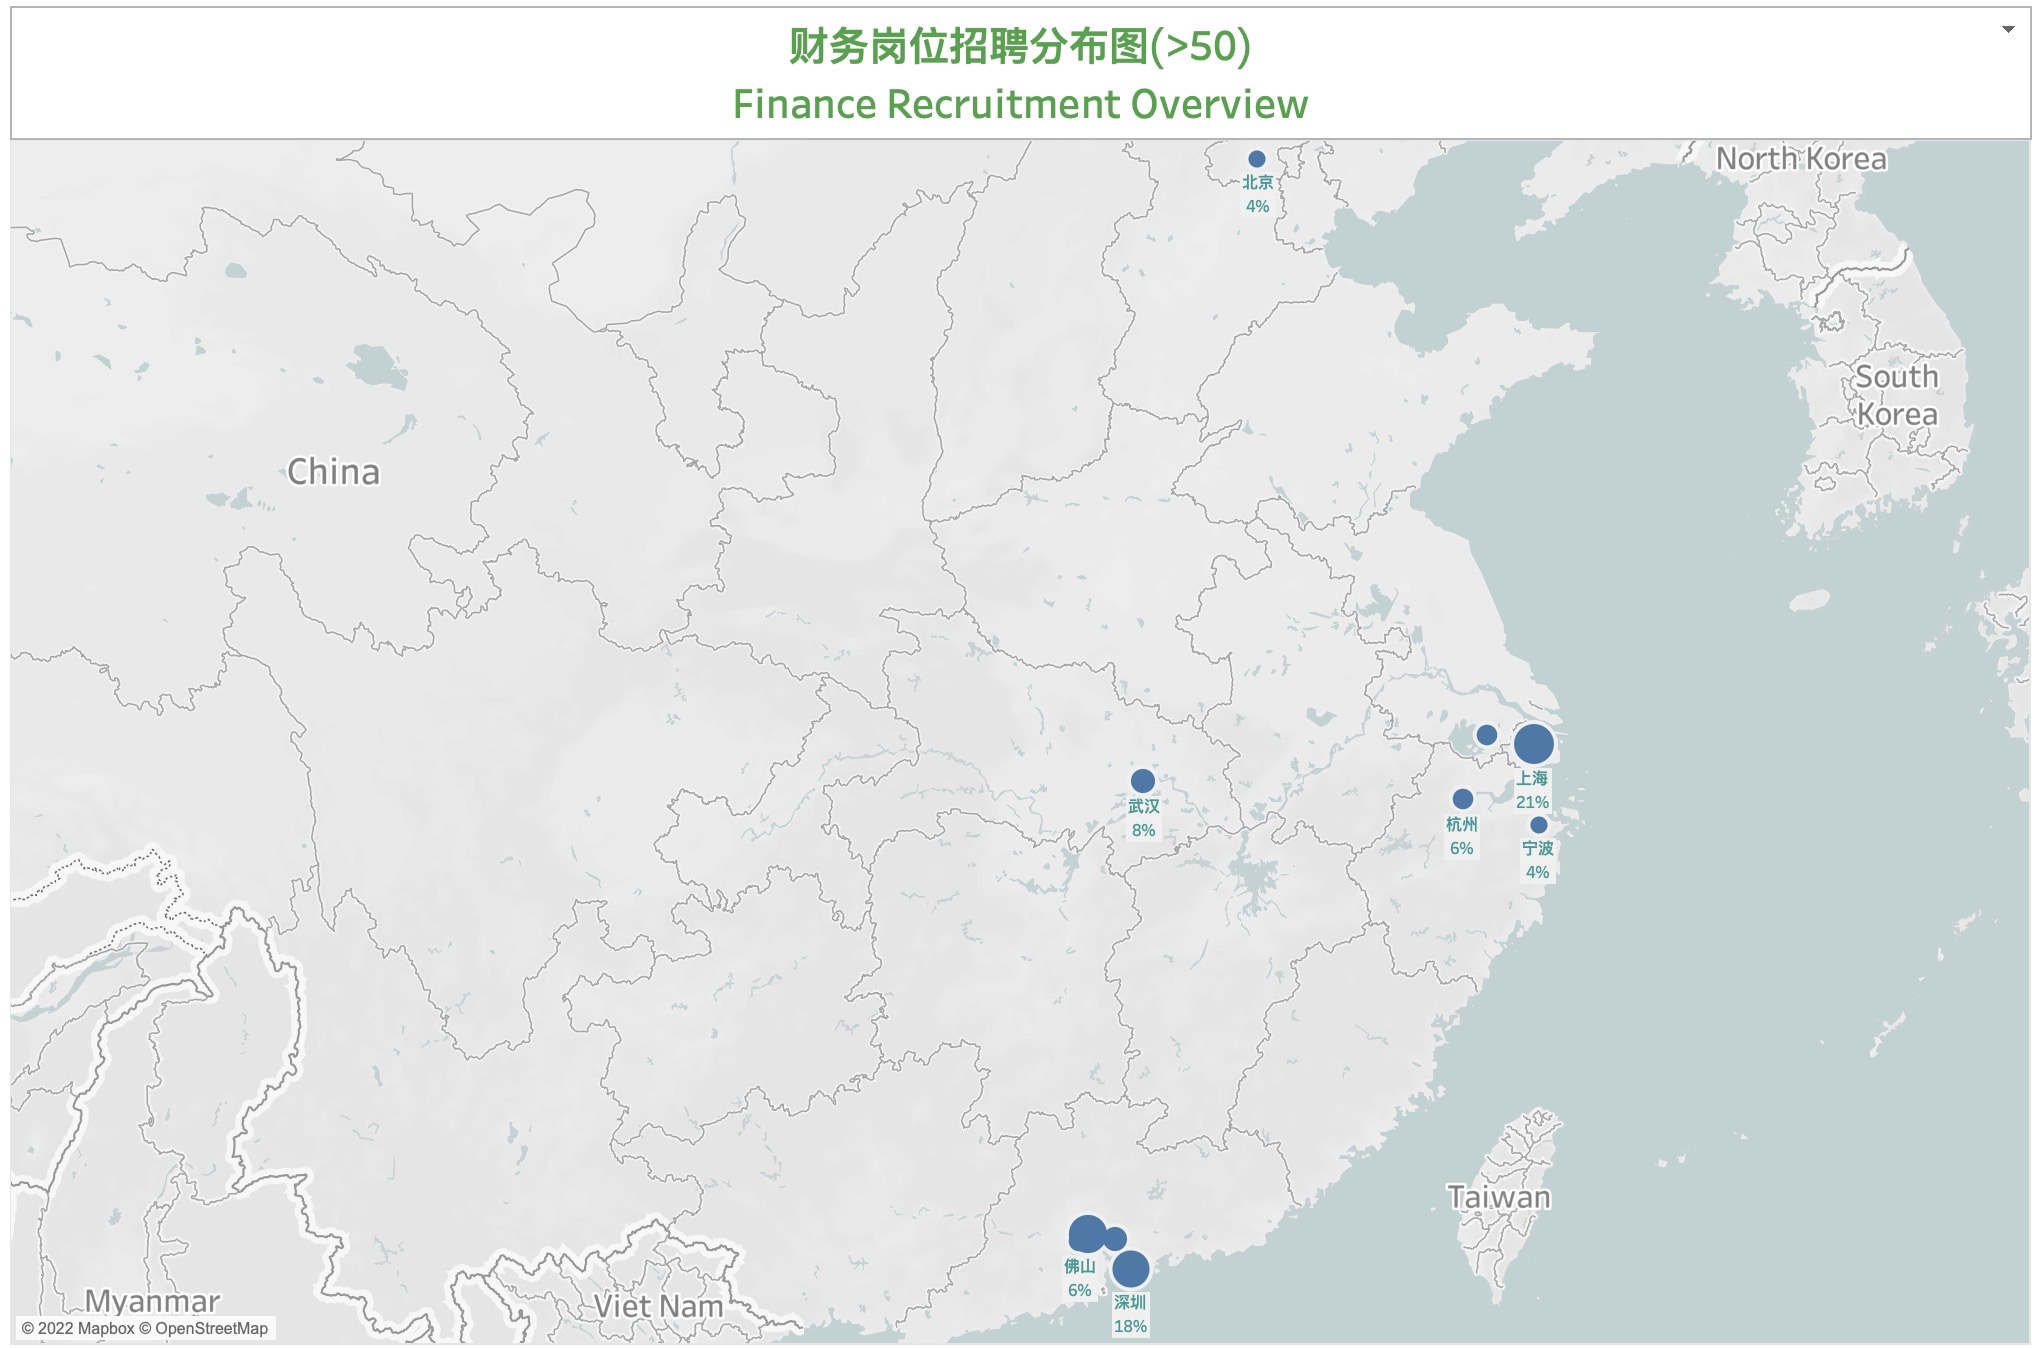 财务岗位招聘分布图(>50)
Finance Recruitment Overview
North Korea
北京
4%
South
Korea
China
上海
21%
武汉
8%
杭州
6%
宁波
4%
Taiwan
佛山
6%
深圳
18%
Myanmar
Viet Nam
© 2022 Mapbox © OpenStreetMap